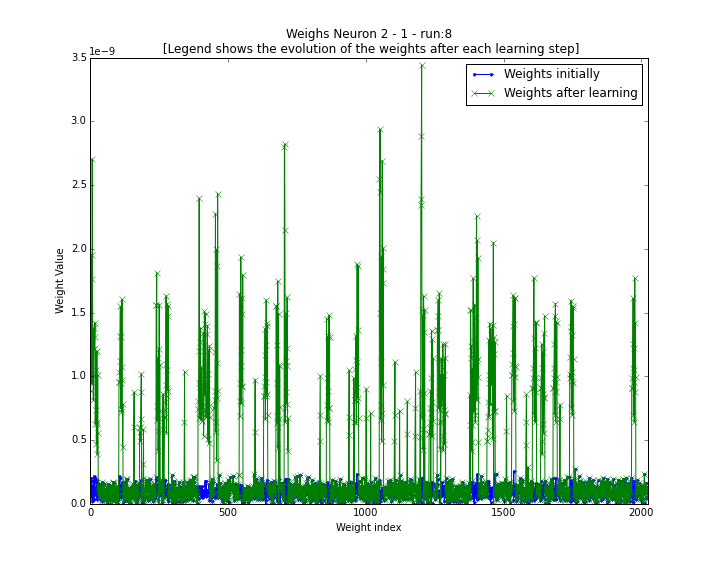 Weighs Neuron 2 - 1 - run:8
[Legend shows the evolution of the weights after each learning step]
1e−9
Weights initially
Weights after learning
3.5
3.0
2.5
2.0
1.5
1.0
0.5
0.0
Weight Value
0 500 1000 1500 2000
Weight index